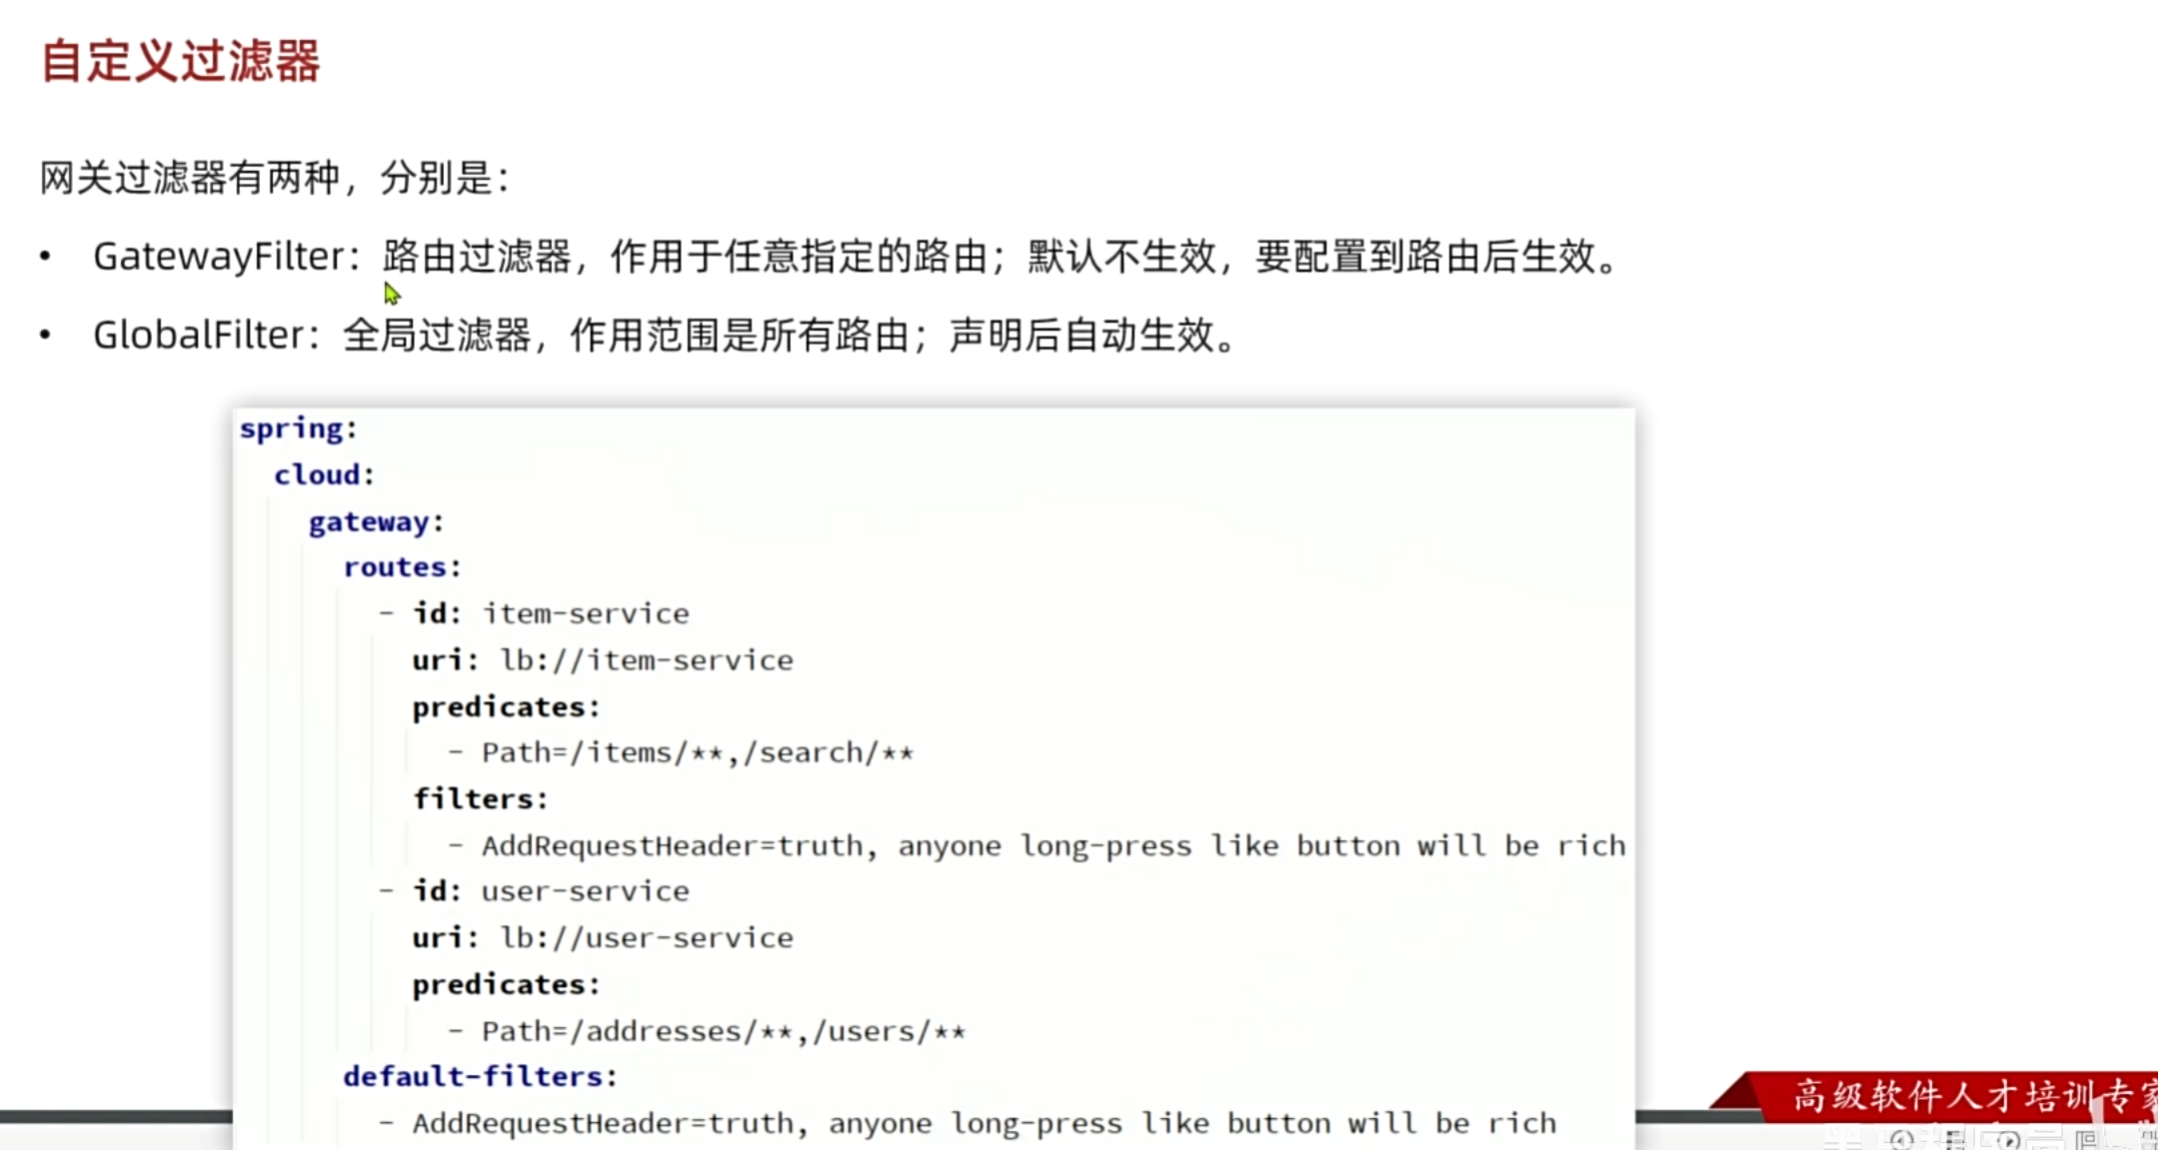 自定义过滤器
网关过滤器有两种，分别是：
• GatewayFilter：路由过滤器，作用于任意指定的路由；默认不生效，要配置到路由后生效。
• GlobalFilter：全局过滤器，作用范围是所有路由；声明后自动生效。
spring:
  cloud:
    gateway:
      routes:
        - id: item-service
          uri: lb://item-service
          predicates:
            - Path=/items/**,/search/**
          filters:
            - AddRequestHeader=truth, anyone long-press like button will be rich
        - id: user-service
          uri: lb://user-service
          predicates:
            - Path=/addresses/**,/users/**
      default-filters:
        - AddRequestHeader=truth, anyone long-press like button will be rich
高级软件人才培训专家